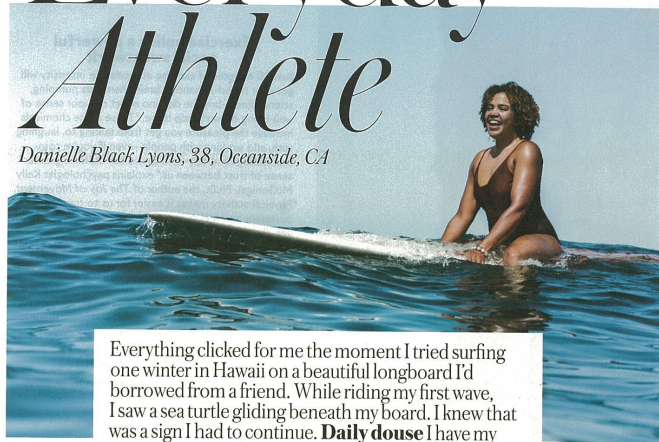 Everyday
Athlete
Danielle Black Lyons, 38, Oceanside, CA
Everything clicked for me the moment I tried surfing
one winter in Hawaii on a beautiful longboard I’d
borrowed from a friend. While riding my first wave,
I saw a sea turtle gliding beneath my board. I knew that
was a sign I had to continue. Daily douse I have my